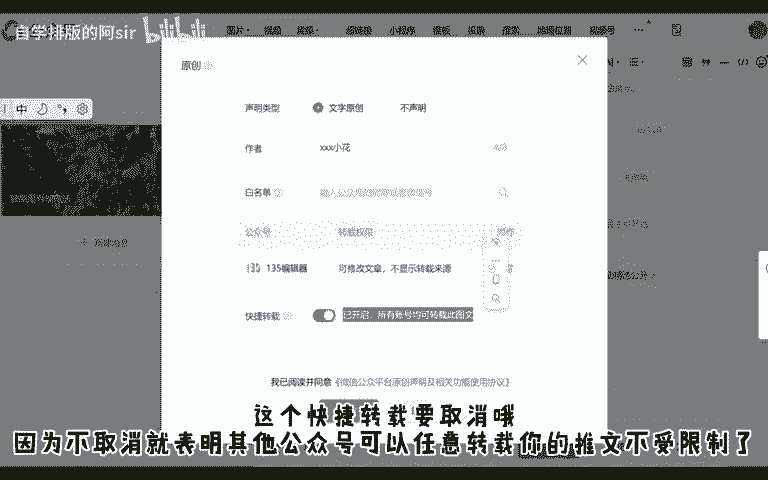 自学排版的阿sir bilibili
图片 视频 音频 超链接 小程序 模板 投票 搜索 地理位置 视频号 …
中
原创
声明类型 文字原创 不声明
作者 xxx小花 4/8
白名单
公众号 转载权限 操作
135编辑器 可修改文章，不显示转载来源
快捷转载 已开启，所有账号均可转载此图文
我已阅读并同意《微信公众平台原创声明及相关功能使用协议》
这个快捷转载要取消哦
因为不取消就表明其他公众号可以任意转载你的推文不受限制了